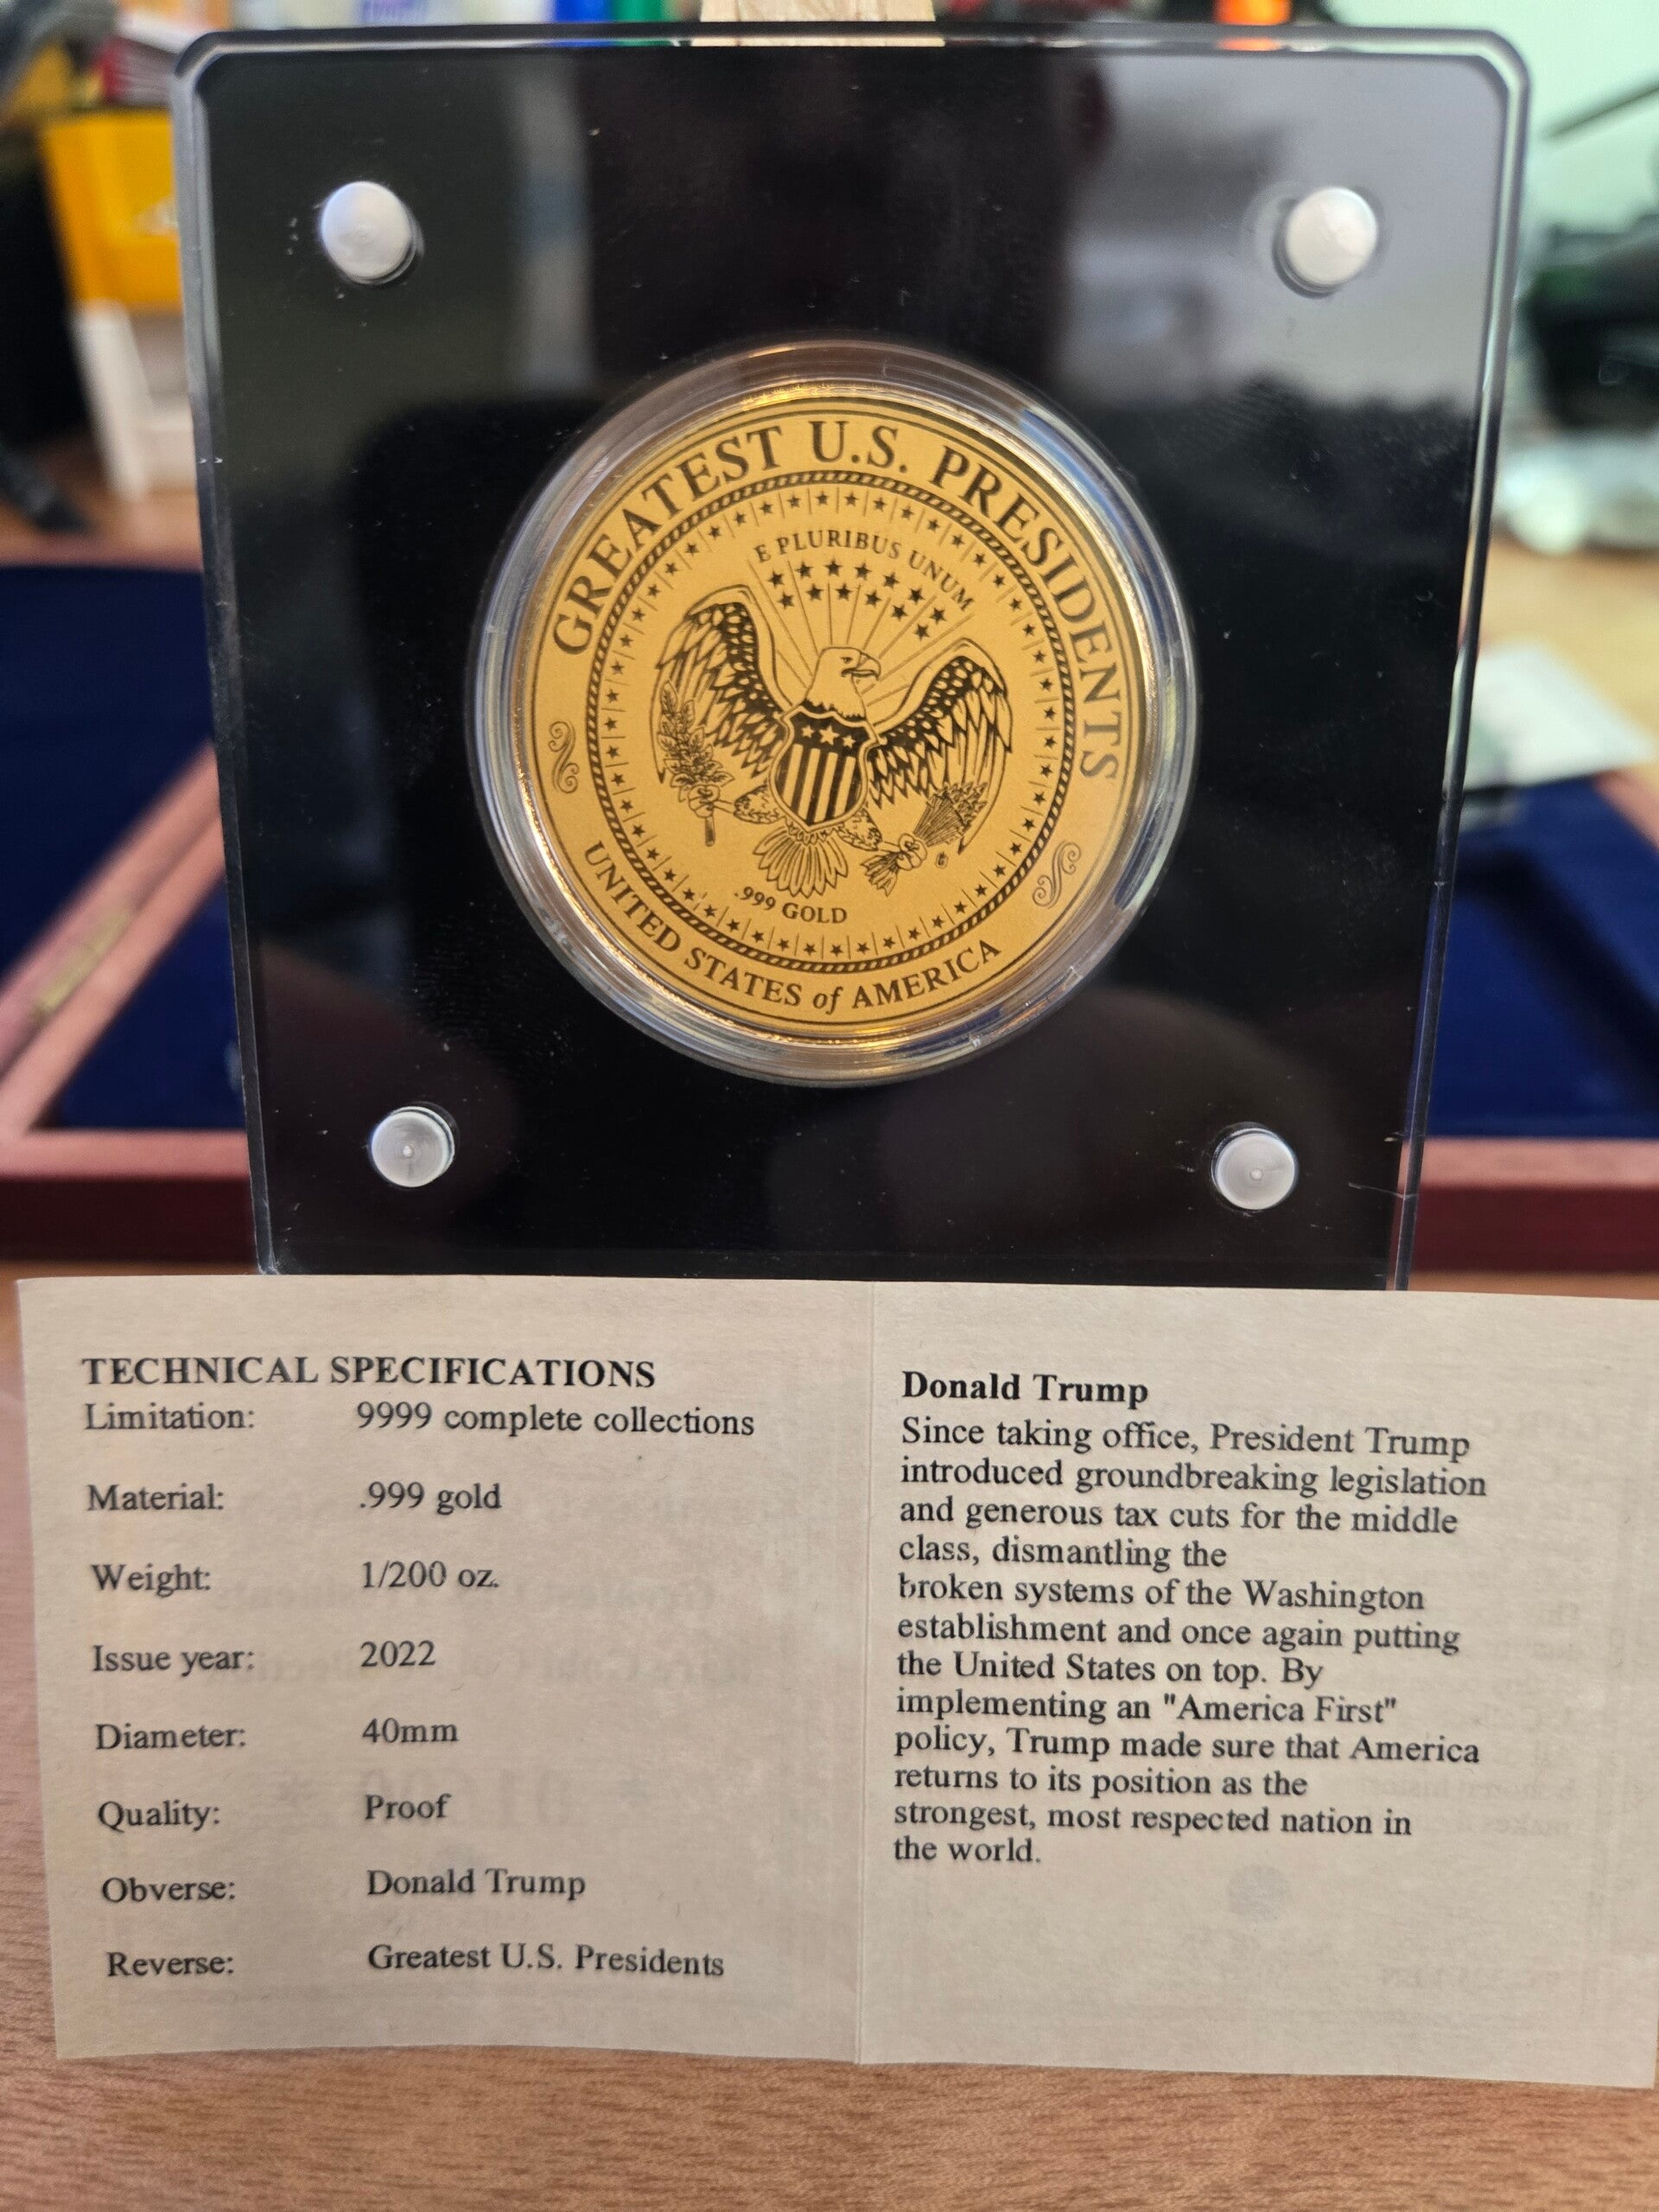 GREATEST U.S. PRESIDENTS
E PLURIBUS UNUM
.999 GOLD
UNITED STATES of AMERICA
TECHNICAL SPECIFICATIONS
Limitation: 9999 complete collections
Material: .999 gold
Weight: 1/200 oz.
Issue year: 2022
Diameter: 40mm
Quality: Proof
Obverse: Donald Trump
Reverse: Greatest U.S. Presidents
Donald Trump
Since taking office, President Trump
introduced groundbreaking legislation
and generous tax cuts for the middle
class, dismantling the
broken systems of the Washington
establishment and once again putting
the United States on top. By
implementing an "America First"
policy, Trump made sure that America
returns to its position as the
strongest, most respected nation in
the world.